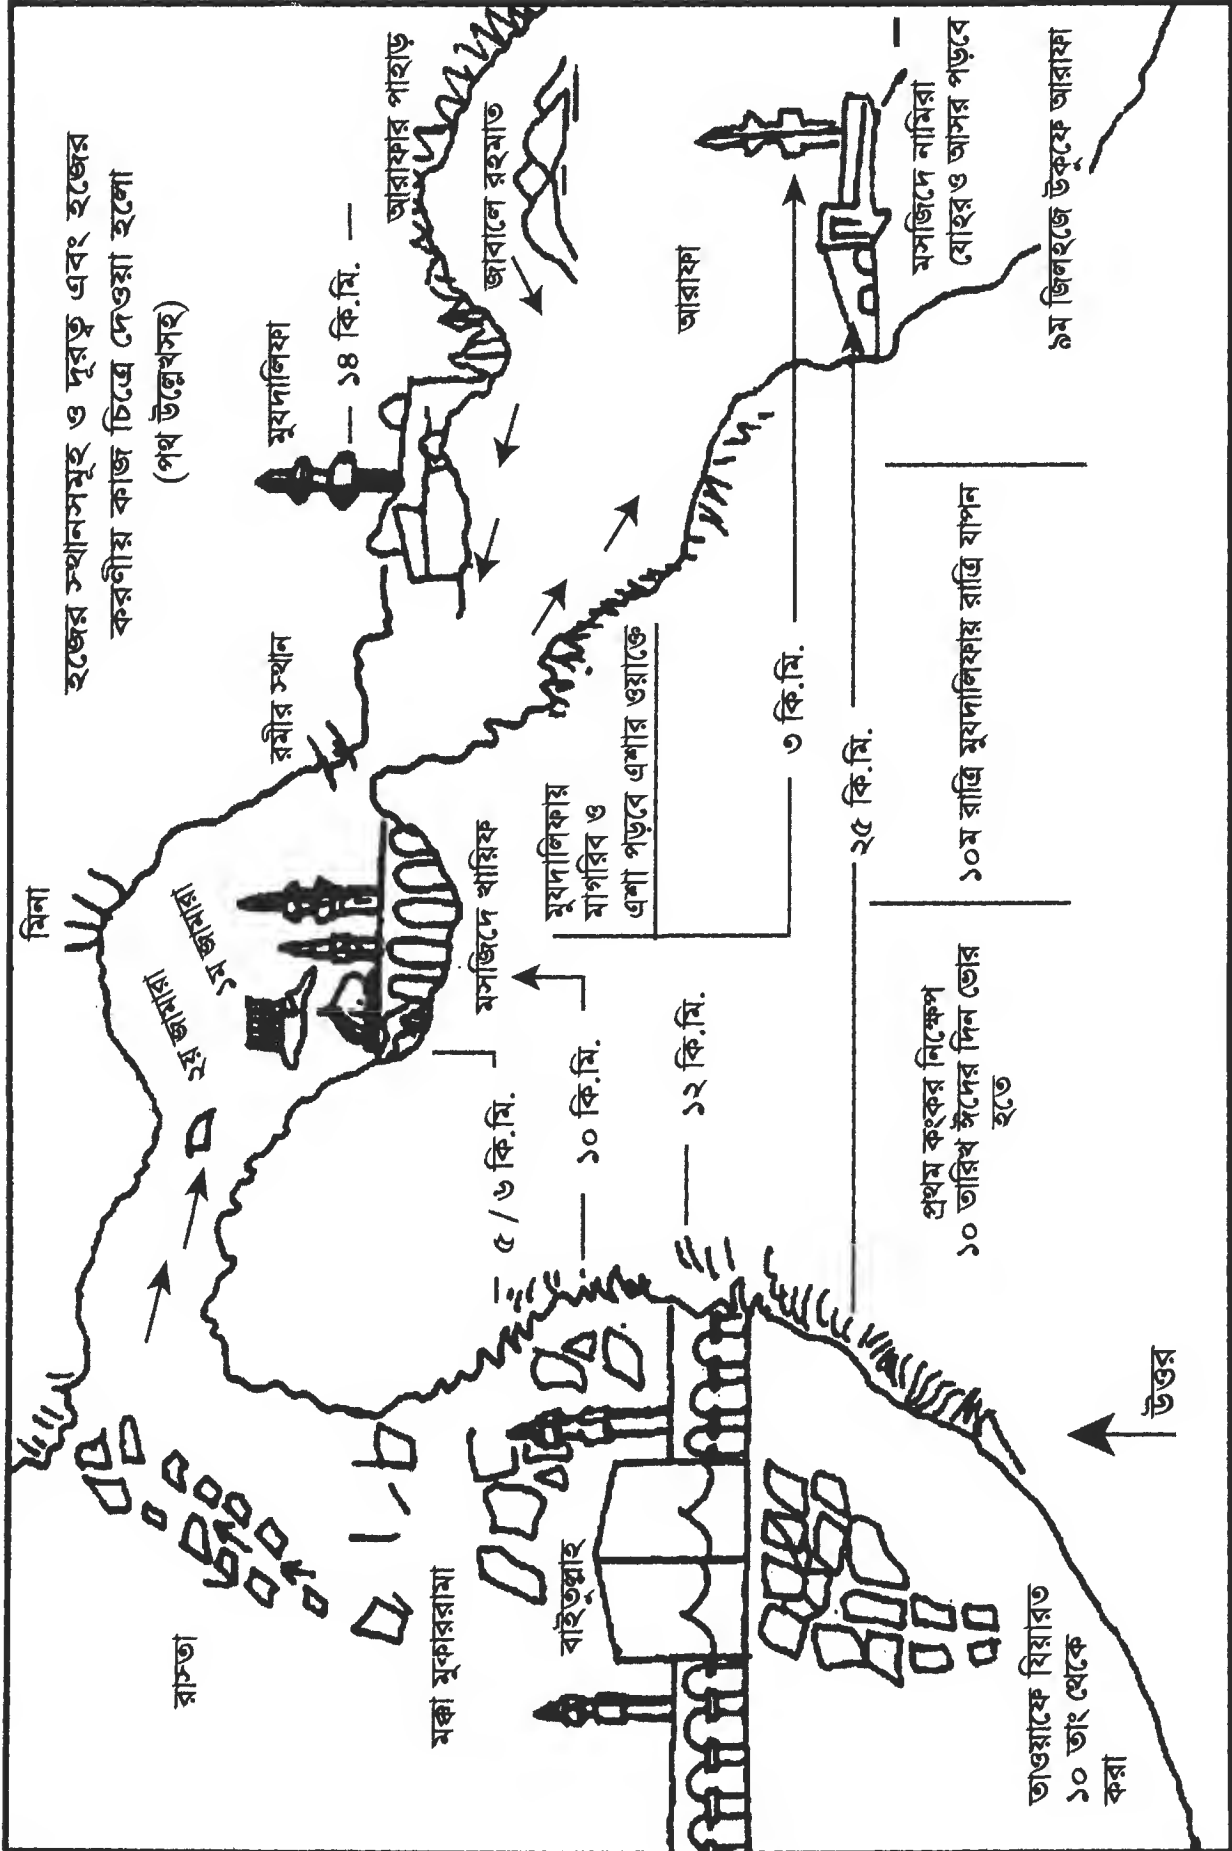 হজের স্থানসমূহ ও দূরত্ব এবং হজের
করণীয় কাজ চিত্রে দেওয়া হলো
(পথ উল্লেখসহ)
মিনা
রমীর স্থান
মুযদালিফা
— ১৪ কি.মি. —
আরাফার পাহাড়
জাবালে রহমাত
২য় জামারা
১ম জামারা
মসজিদে খায়িফ
রাস্তা
মক্কা মুকাররামা
বাইতুল্লাহ
৫ / ৬ কি.মি.
১০ কি.মি.
১২ কি.মি.
মুযদালিফায়
মাগরিব ও
এশা পড়বে এশার ওয়াক্তে
৩ কি.মি.
২৫ কি.মি.
আরাফা
মসজিদে নামিরা
যোহর ও আসর পড়বে
৯ম জিলহজে উকূফে আরাফা
১০ম রাত্রি মুযদালিফায় রাত্রি যাপন
প্রথম কংকর নিক্ষেপ
১০ তারিখ ঈদের দিন ভোর
হতে
তাওয়াফে যিয়ারত
১০ তাং থেকে
করা
উত্তর